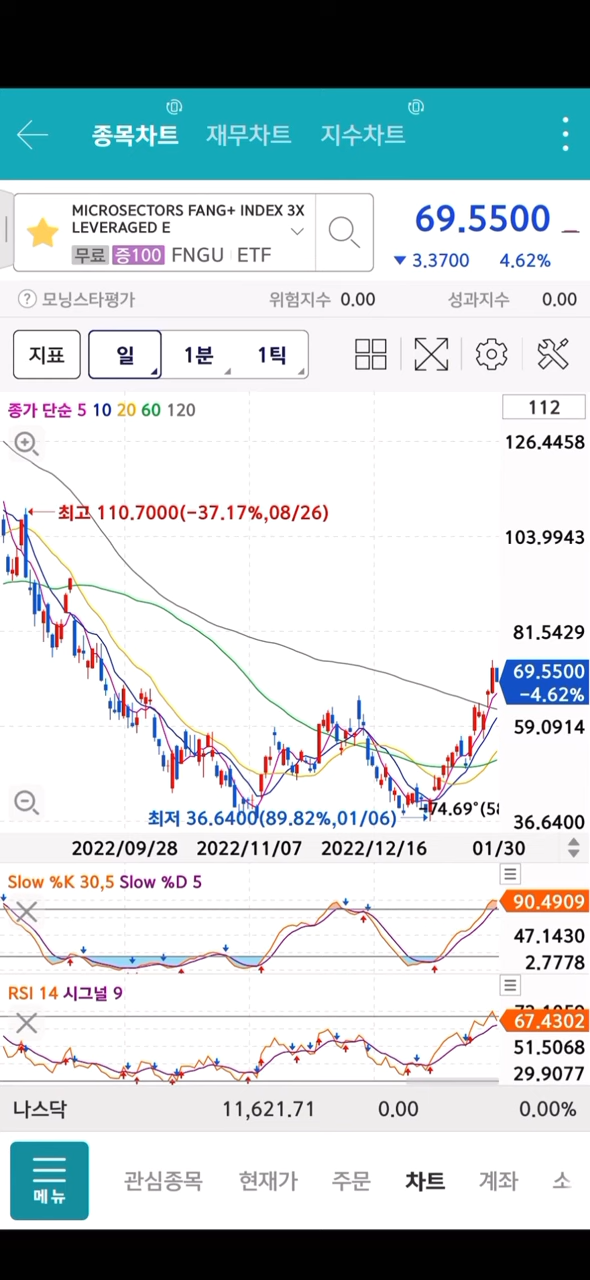 종목차트 재무차트 지수차트
MICROSECTORS FANG+ INDEX 3X
LEVERAGED E
무료 증100 FNGU ETF
69.5500
▼ 3.3700 4.62%
? 모닝스타평가 위험지수 0.00 성과지수 0.00
지표 일 1분 1틱
종가 단순 5 10 20 60 120
112
126.4458
최고 110.7000(-37.17%,08/26)
103.9943
81.5429
69.5500
-4.62%
59.0914
-74.69°(58
최저 36.6400(89.82%,01/06)
36.6400
2022/09/28 2022/11/07 2022/12/16 01/30
Slow %K 30,5 Slow %D 5
90.4909
47.1430
2.7778
RSI 14 시그널 9
67.4302
51.5068
29.9077
나스닥 11,621.71 0.00 0.00%
메뉴 관심종목 현재가 주문 차트 계좌 소